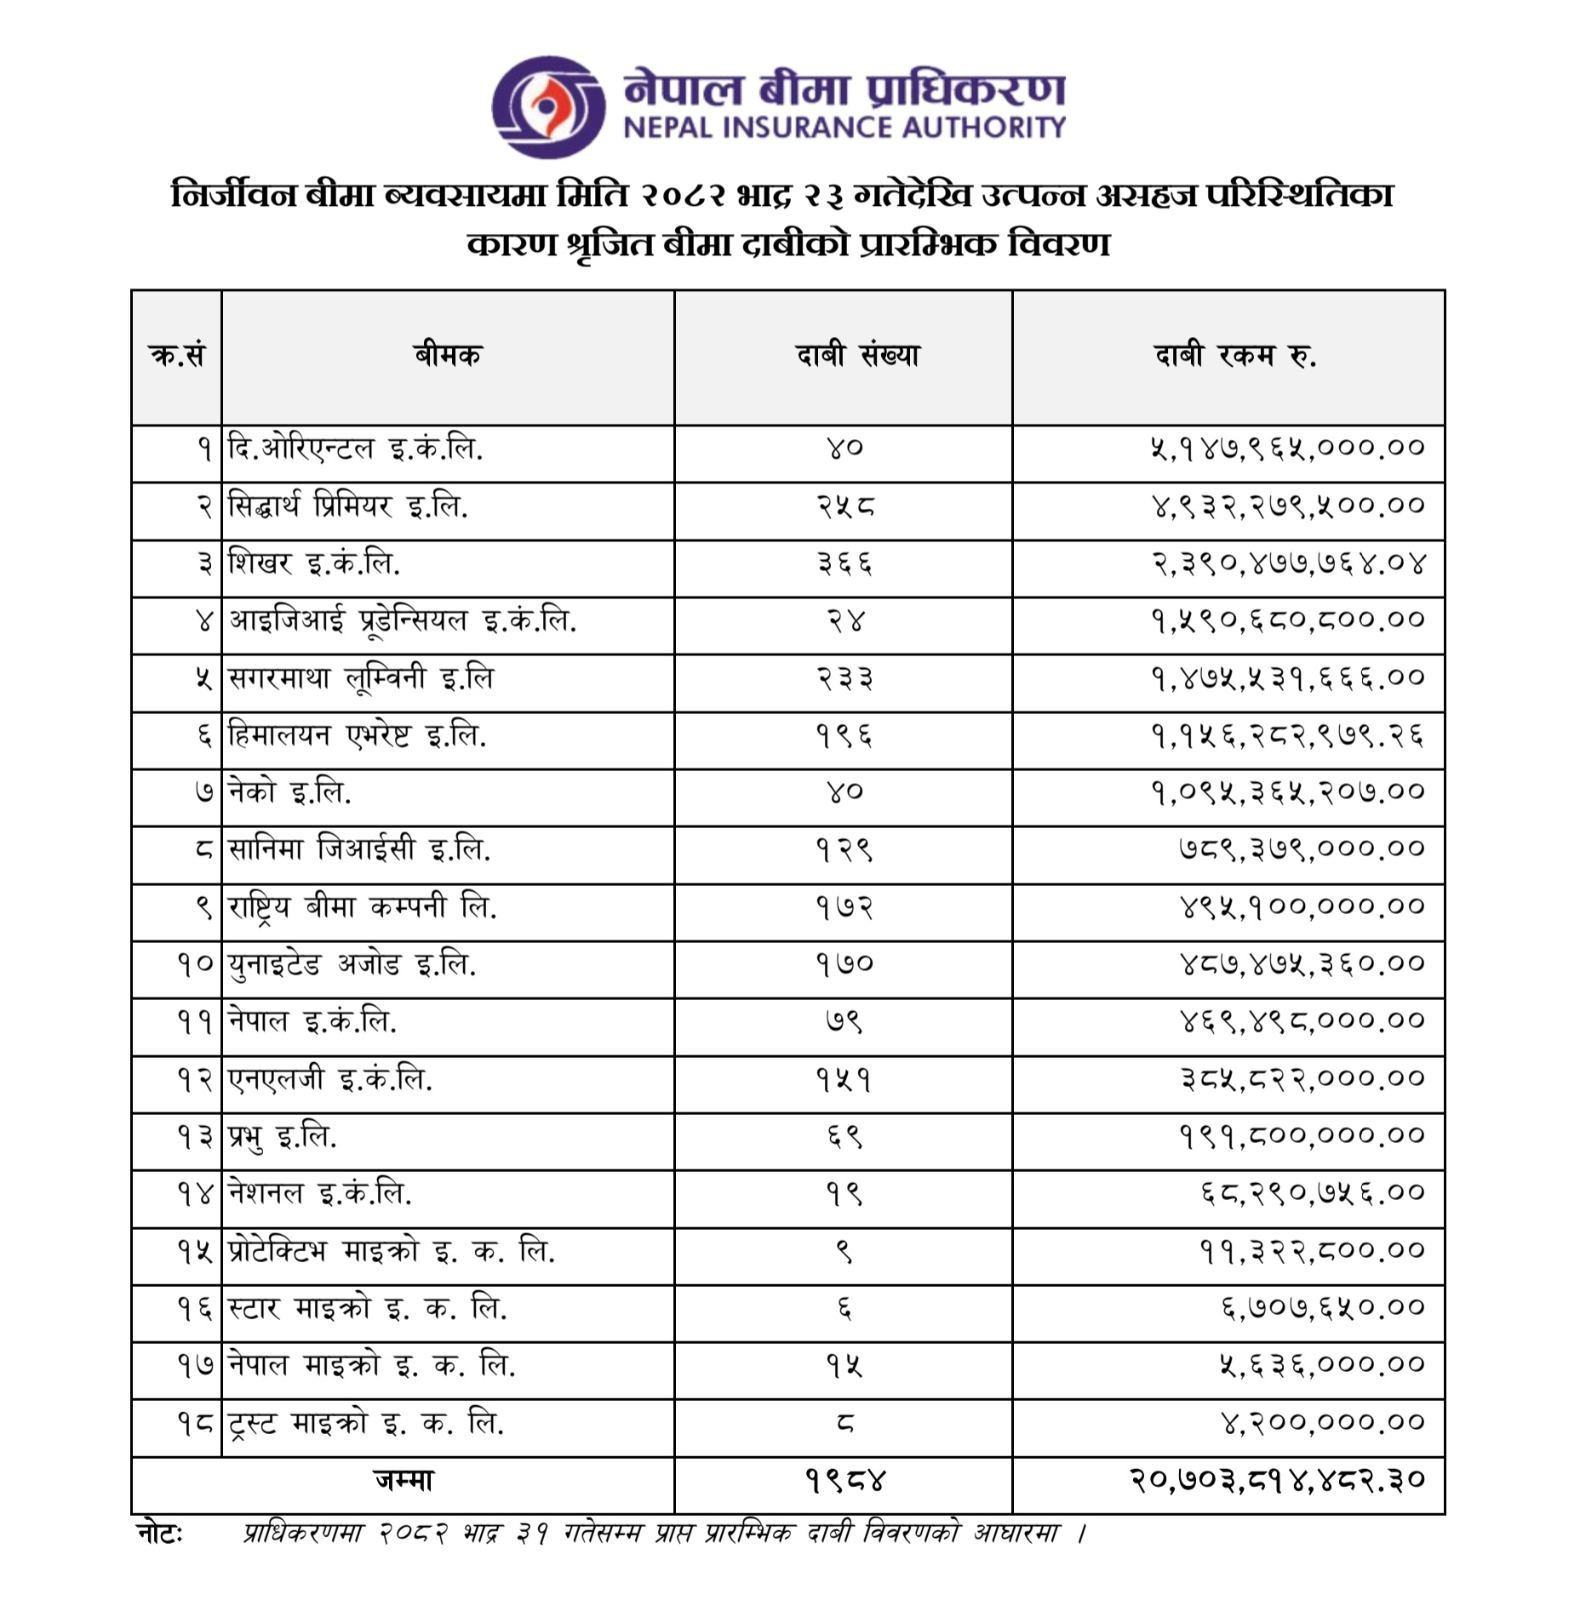 नेपाल बीमा प्राधिकरण
NEPAL INSURANCE AUTHORITY
निर्जीवन बीमा ब्यवसायमा मिति २०८२ भाद्र २३ गतेदेखि उत्पन्न असहज परिस्थितिका
कारण श्रृजित बीमा दाबीको प्रारम्भिक विवरण
क्र.सं बीमक दाबी संख्या दाबी रकम रु.
१ दि.ओरिएन्टल इ.कं.लि. ४० ५,१४७,९६५,०००.००
२ सिद्धार्थ प्रिमियर इ.लि. २५८ ४,९३२,२७९,५००.००
३ शिखर इ.कं.लि. ३६६ २,३९०,४७७,७६४.०४
४ आइजिआई प्रूडेन्सियल इ.कं.लि. २४ १,५९०,६८०,८००.००
५ सगरमाथा लूम्विनी इ.लि २३३ १,४७५,५३१,६६६.००
६ हिमालयन एभरेष्ट इ.लि. १९६ १,१५६,२८२,९७९.२६
७ नेको इ.लि. ४० १,०९५,३६५,२०७.००
८ सानिमा जिआईसी इ.लि. १२९ ७८९,३७९,०००.००
९ राष्ट्रिय बीमा कम्पनी लि. १७२ ४९५,१००,०००.००
१० युनाइटेड अजोड इ.लि. १७० ४८७,४७५,३६०.००
११ नेपाल इ.कं.लि. ७९ ४६९,४९८,०००.००
१२ एनएलजी इ.कं.लि. १५१ ३८५,८२२,०००.००
१३ प्रभु इ.लि. ६९ १९१,८००,०००.००
१४ नेशनल इ.कं.लि. १९ ६८,२९०,७५६.००
१५ प्रोटेक्टिभ माइक्रो इ. क. लि. ९ ११,३२२,८००.००
१६ स्टार माइक्रो इ. क. लि. ६ ६,७०७,६५०.००
१७ नेपाल माइक्रो इ. क. लि. १५ ५,६३६,०००.००
१८ ट्रस्ट माइक्रो इ. क. लि. ८ ४,२००,०००.००
जम्मा १९८४ २०,७०३,८१४,४८२.३०
नोटः प्राधिकरणमा २०८२ भाद्र ३१ गतेसम्म प्राप्त प्रारम्भिक दाबी विवरणको आधारमा ।